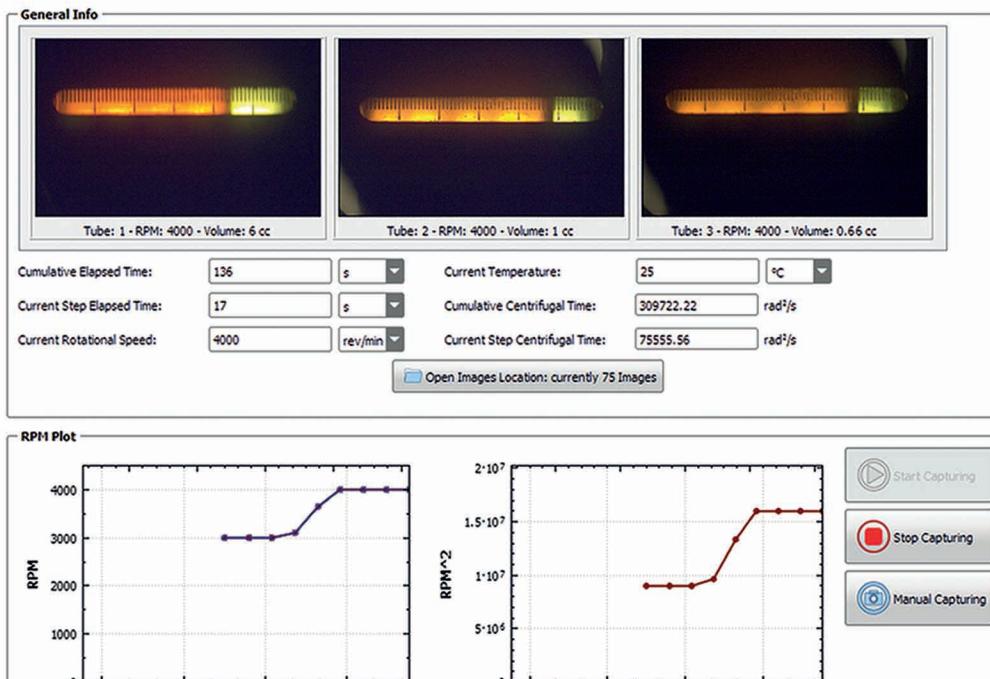 General Info
Tube: 1 - RPM: 4000 - Volume: 6 cc
Tube: 2 - RPM: 4000 - Volume: 1 cc
Tube: 3 - RPM: 4000 - Volume: 0.66 cc
Cumulative Elapsed Time: 136 s Current Temperature: 25 °C
Current Step Elapsed Time: 17 s Cumulative Centrifugal Time: 309722.22 rad²/s
Current Rotational Speed: 4000 rev/min Current Step Centrifugal Time: 75555.56 rad²/s
Open Images Location: currently 75 Images
RPM Plot
4000
3000
2000
1000
RPM
2·10⁷
1.5·10⁷
1·10⁷
5·10⁶
RPM^2
Start Capturing
Stop Capturing
Manual Capturing